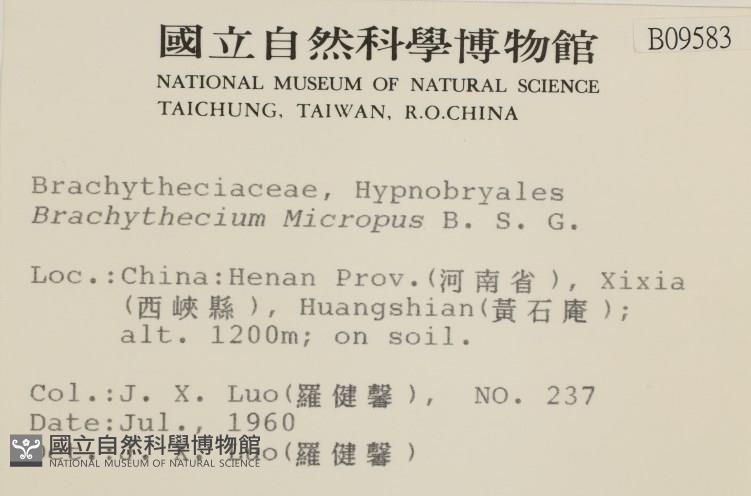 國立自然科學博物館
B09583
NATIONAL MUSEUM OF NATURAL SCIENCE
TAICHUNG, TAIWAN, R.O.CHINA
Brachytheciaceae, Hypnobryales
Brachythecium Micropus B. S. G.
Loc.:China:Henan Prov.(河南省), Xixia
(西峽縣), Huangshian(黃石庵);
alt. 1200m; on soil.
Col.:J. X. Luo(羅健馨), NO. 237
Date:Jul., 1960
Det.:J. X. Luo(羅健馨)
國立自然科學博物館
NATIONAL MUSEUM OF NATURAL SCIENCE